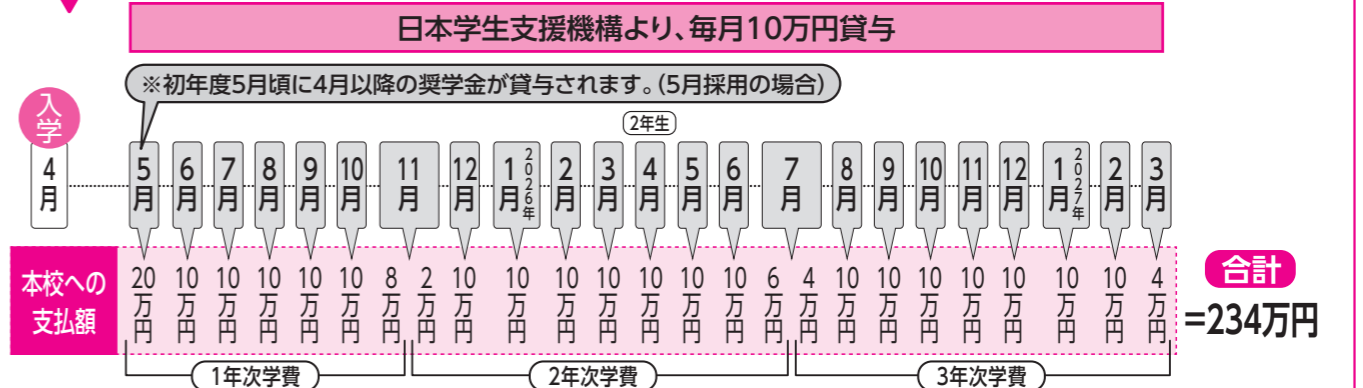 日本学生支援機構より、毎月10万円貸与
※初年度5月頃に4月以降の奨学金が貸与されます。(5月採用の場合)
入学
2年生
4月 5月 6月 7月 8月 9月 10月 11月 12月 1月 2026年 2月 3月 4月 5月 6月 7月 8月 9月 10月 11月 12月 1月 2027年 2月 3月
本校への支払額
20万円 10万円 10万円 10万円 10万円 10万円 8万円 2万円 10万円 10万円 10万円 10万円 10万円 10万円 10万円 6万円 4万円 10万円 10万円 10万円 10万円 10万円 10万円 10万円 4万円
合計
=234万円
1年次学費 2年次学費 3年次学費